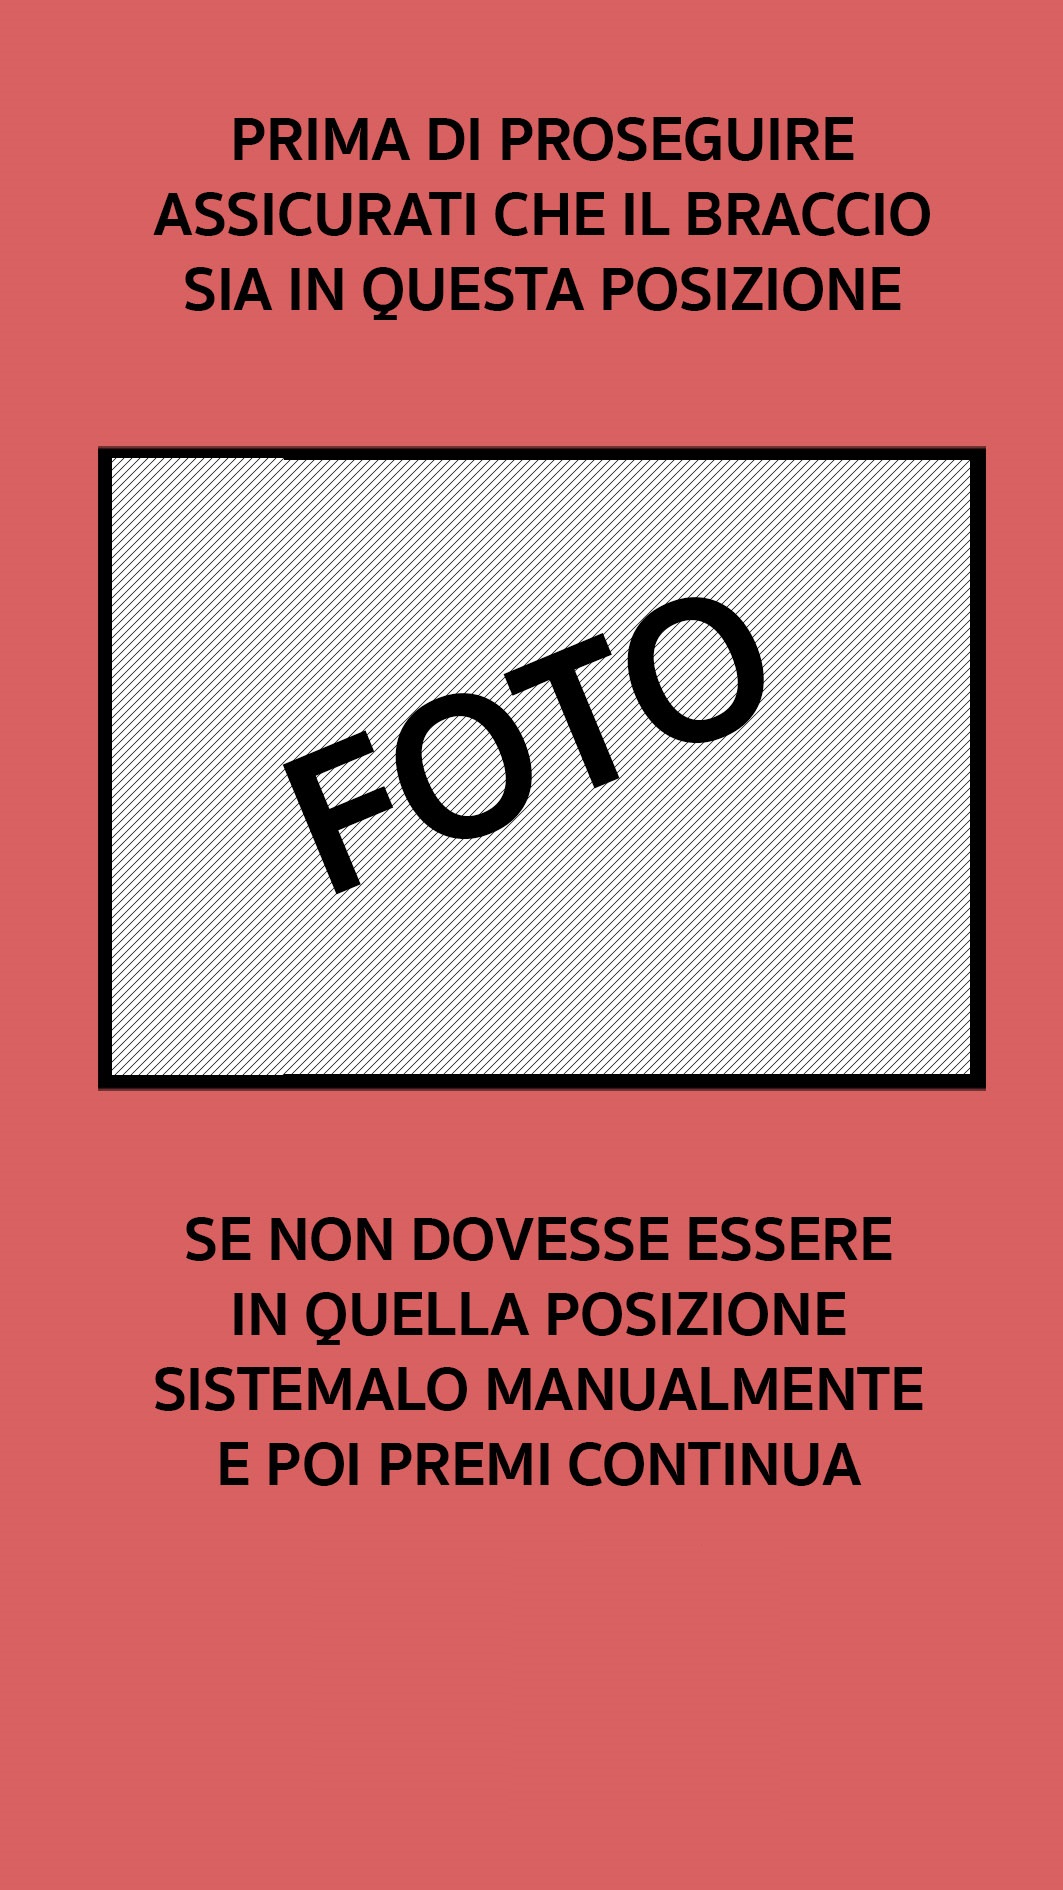 PRIMA DI PROSEGUIRE
ASSICURATI CHE IL BRACCIO
SIA IN QUESTA POSIZIONE
FOTO
SE NON DOVESSE ESSERE
IN QUELLA POSIZIONE
SISTEMALO MANUALMENTE
E POI PREMI CONTINUA